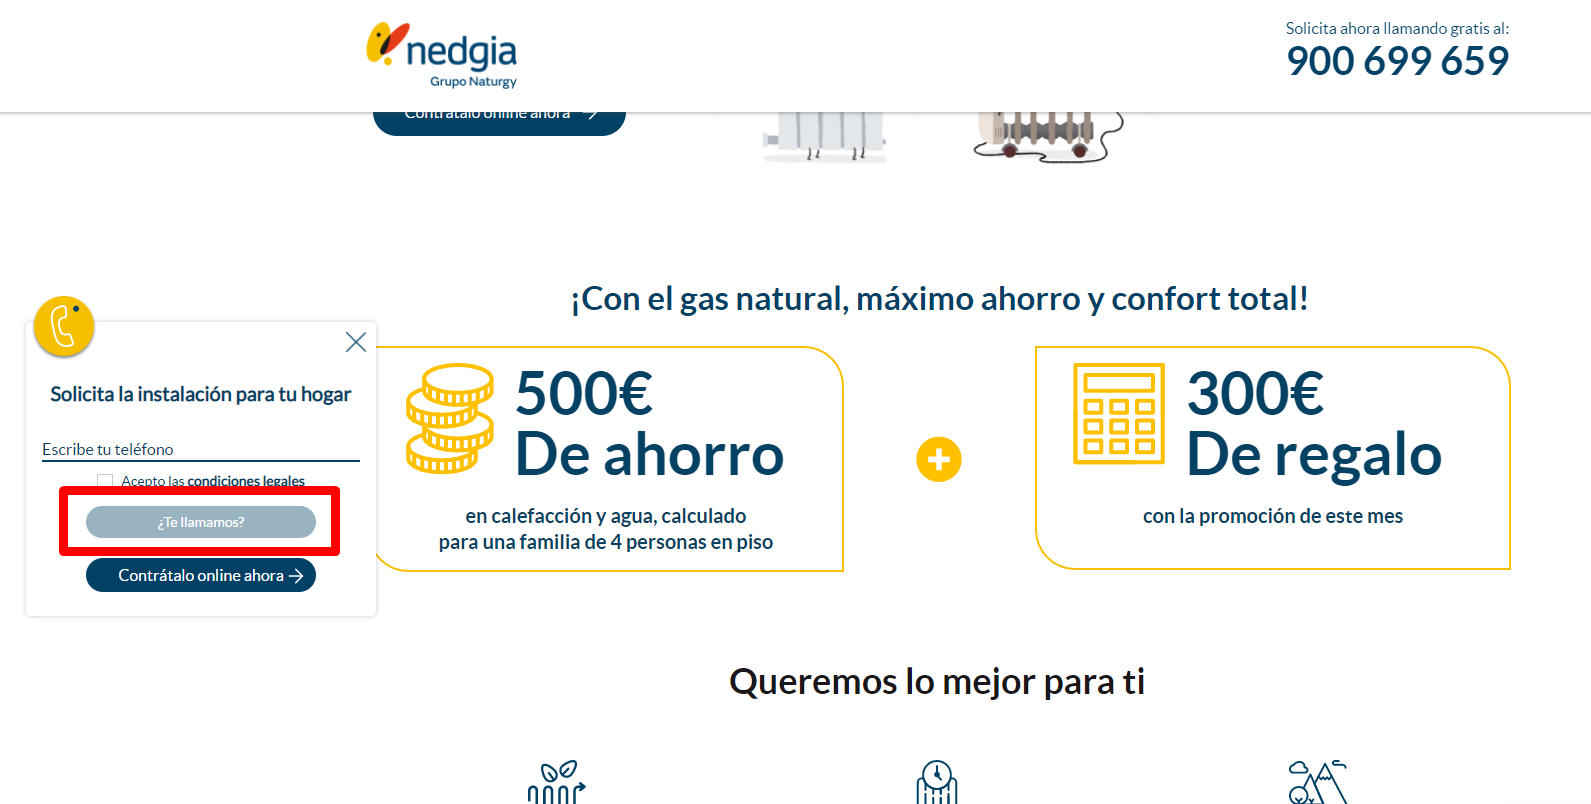 nedgia
Grupo Naturgy
Solicita ahora llamando gratis al:
900 699 659
Contrátalo online ahora
¡Con el gas natural, máximo ahorro y confort total!
Solicita la instalación para tu hogar
Escribe tu teléfono
Acepto las condiciones legales
¿Te llamamos?
Contrátalo online ahora
500€
De ahorro
en calefacción y agua, calculado
para una familia de 4 personas en piso
300€
De regalo
con la promoción de este mes
Queremos lo mejor para ti